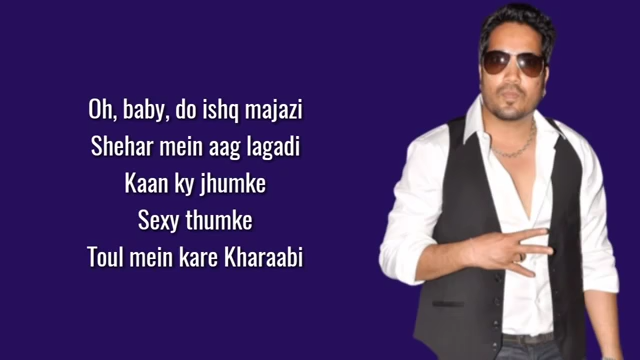 Oh, baby, do ishq majazi
Shehar mein aag lagadi
Kaan ky jhumke
Sexy thumke
Toul mein kare Kharaabi